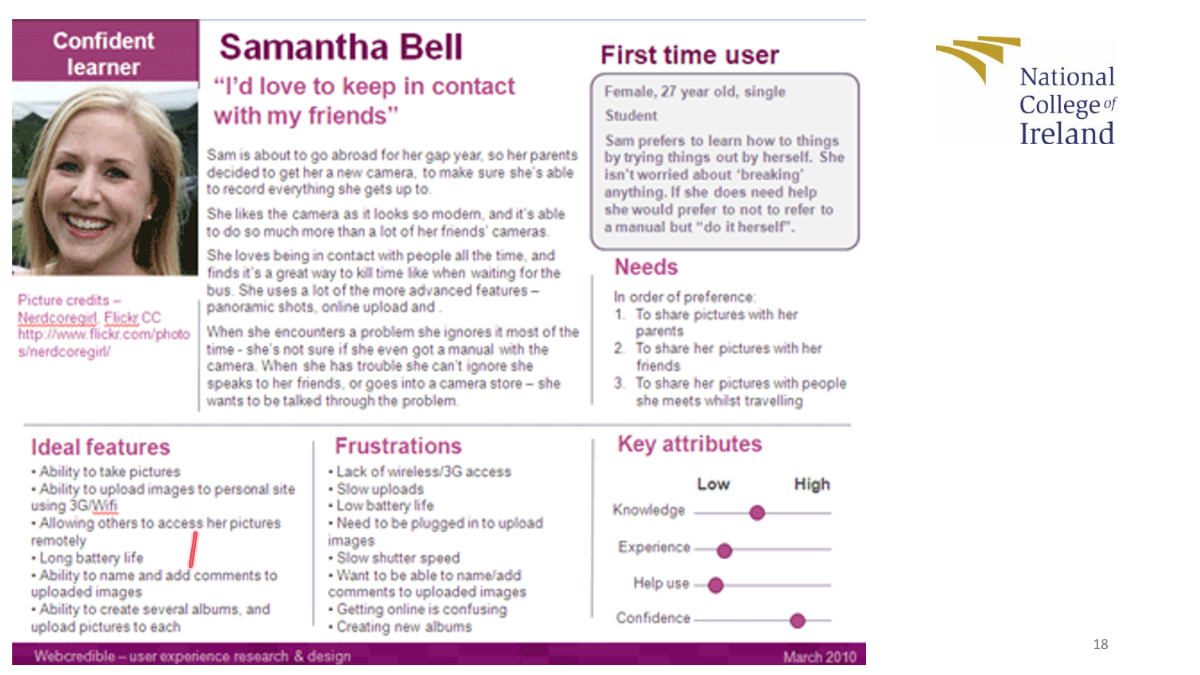 Confident
learner
Samantha Bell
“I’d love to keep in contact
with my friends”
Sam is about to go abroad for her gap year, so her parents
decided to get her a new camera, to make sure she’s able
to record everything she gets up to.
She likes the camera as it looks so modern, and it’s able
to do so much more than a lot of her friends’ cameras.
She loves being in contact with people all the time, and
finds it’s a great way to kill time like when waiting for the
bus. She uses a lot of the more advanced features –
panoramic shots, online upload and .
When she encounters a problem she ignores it most of the
time - she’s not sure if she even got a manual with the
camera. When she has trouble she can’t ignore she
speaks to her friends, or goes into a camera store – she
wants to be talked through the problem.
First time user
Female, 27 year old, single
Student
Sam prefers to learn how to things
by trying things out by herself. She
isn’t worried about ‘breaking’
anything. If she does need help
she would prefer to not to refer to
a manual but “do it herself”.
Needs
In order of preference:
1. To share pictures with her
parents
2. To share her pictures with her
friends
3. To share her pictures with people
she meets whilst travelling
Picture credits –
Nerdcoregirl, Flickr CC
http://www.flickr.com/photo
s/nerdcoregirl/
Ideal features
• Ability to take pictures
• Ability to upload images to personal site
using 3G/Wifi
• Allowing others to access her pictures
remotely
• Long battery life
• Ability to name and add comments to
uploaded images
• Ability to create several albums, and
upload pictures to each
Frustrations
• Lack of wireless/3G access
• Slow uploads
• Low battery life
• Need to be plugged in to upload
images
• Slow shutter speed
• Want to be able to name/add
comments to uploaded images
• Getting online is confusing
• Creating new albums
Key attributes
Low High
Knowledge
Experience
Help use
Confidence
Webcredible – user experience research & design
March 2010
National
College of
Ireland
18